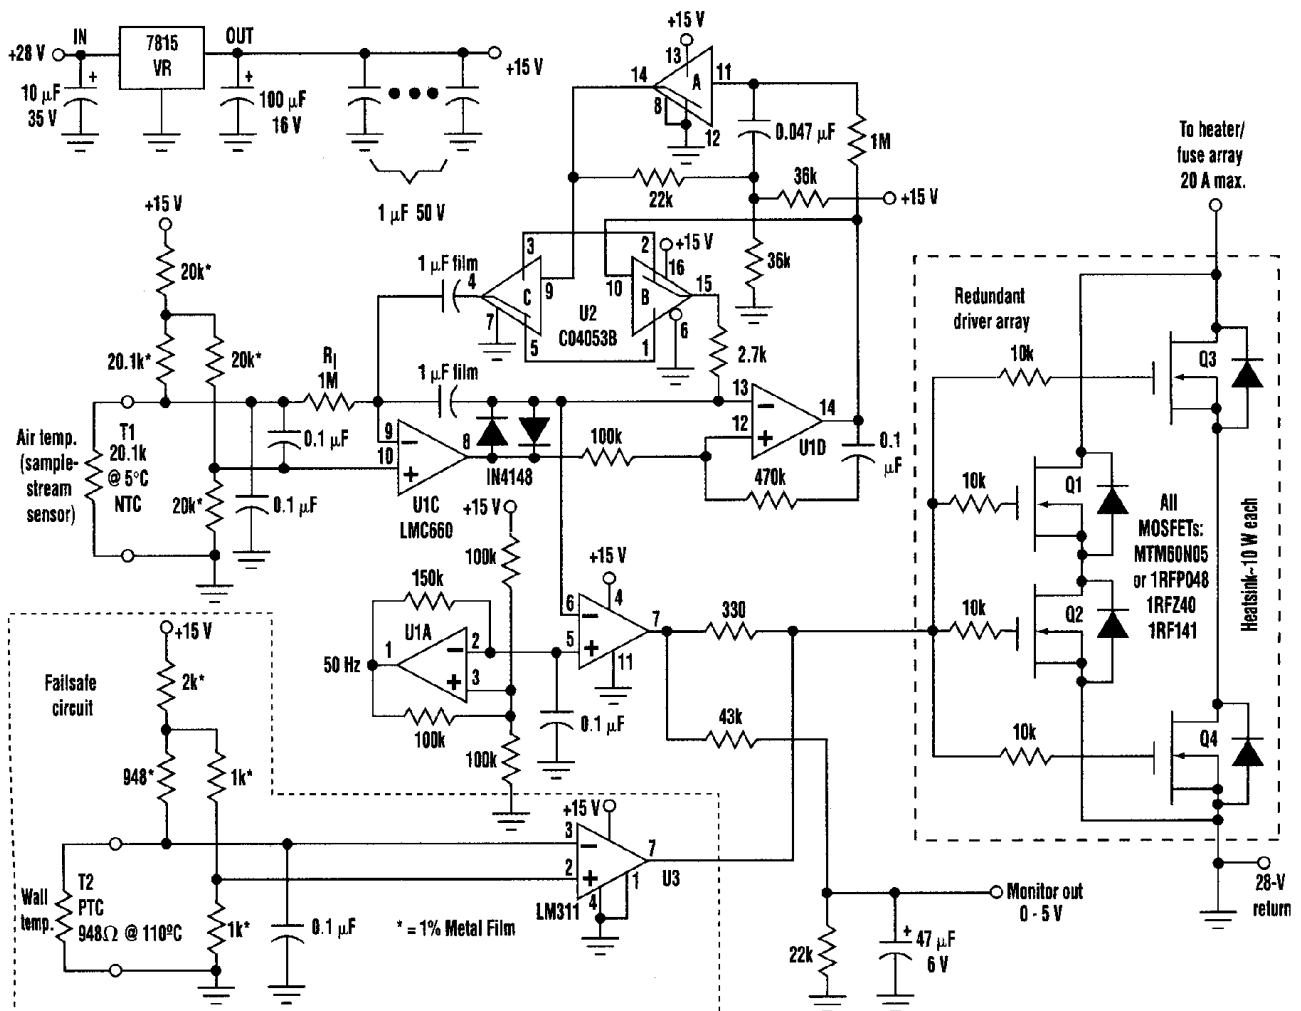 +28 V
IN
7815
VR
OUT
+15 V
10 µF
35 V
+
+
100 µF
16 V
1 µF 50 V
+15 V
13
14
A
11
8
12
0.047 µF
1M
22k
36k
+15 V
36k
To heater/
fuse array
20 A max.
+15 V
20k*
20.1k*
20k*
20k*
Air temp.
(sample-
stream
sensor)
T1
20.1k
@ 5°C
NTC
0.1 µF
0.1 µF
RI
1M
1 µF film
4
3
C
9
7
5
U2
C04053B
2
+15 V
16
10
B
15
6
1
2.7k
1 µF film
9
−
10
+
8
U1C
LMC660
IN4148
100k
13
−
12
+
14
U1D
470k
0.1
µF
+15 V
100k
150k
U1A
50 Hz
1
−
2
+
3
100k
100k
0.1 µF
+15 V
4
6
−
5
+
7
11
330
43k
Redundant
driver array
10k
Q3
10k
Q1
10k
Q2
10k
Q4
All
MOSFETs:
MTM60N05
or 1RFP048
1RFZ40
1RF141
Heatsink~10 W each
28-V
return
Failsafe
circuit
+15 V
2k*
948*
1k*
1k*
Wall
temp.
T2
PTC
948Ω @ 110ºC
0.1 µF
* = 1% Metal Film
+15 V
3
−
2
+
7
4
1
U3
LM311
Monitor out
0 - 5 V
22k
+
47 µF
6 V